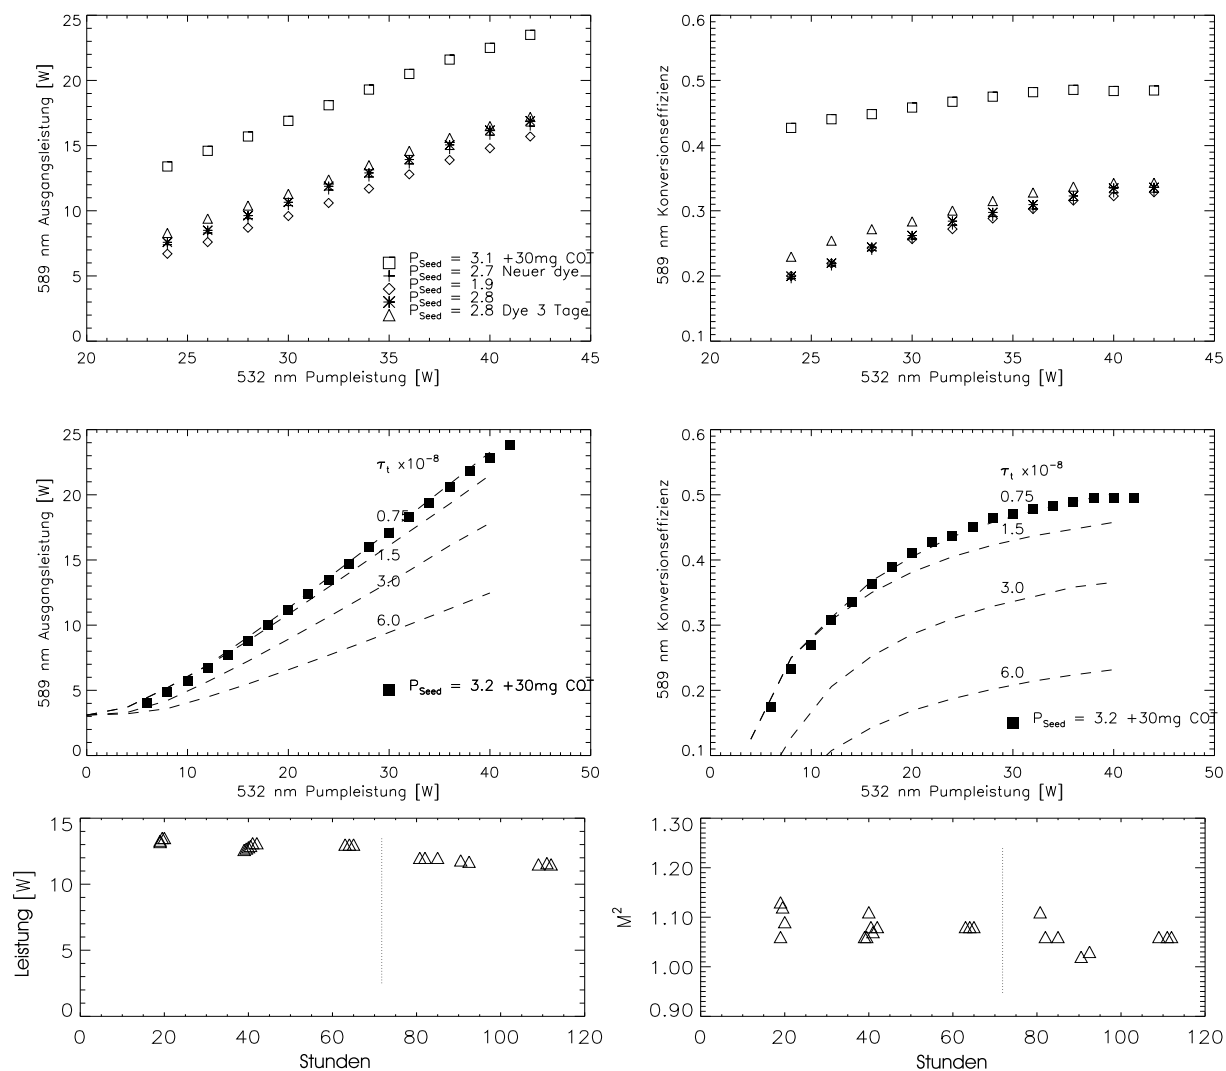 25
20
15
10
5
0
589 nm Ausgangsleistung [W]
P_Seed = 3.1 +30mg COT
P_Seed = 2.7 Neuer dye
P_Seed = 1.9
P_Seed = 2.8
P_Seed = 2.8 Dye 3 Tage
20 25 30 35 40 45
532 nm Pumpleistung [W]
0.6
0.5
0.4
0.3
0.2
0.1
589 nm Konversionseffizienz
20 25 30 35 40 45
532 nm Pumpleistung [W]
25
20
15
10
5
0
589 nm Ausgangsleistung [W]
τ_t x10^-8
0.75
1.5
3.0
6.0
P_Seed = 3.2 +30mg COT
0 10 20 30 40 50
532 nm Pumpleistung [W]
0.6
0.5
0.4
0.3
0.2
0.1
589 nm Konversionseffizienz
τ_t x10^-8
0.75
1.5
3.0
6.0
P_Seed = 3.2 +30mg COT
0 10 20 30 40 50
532 nm Pumpleistung [W]
15
10
5
0
Leistung [W]
0 20 40 60 80 100 120
Stunden
1.30
1.20
1.10
1.00
0.90
M^2
0 20 40 60 80 100 120
Stunden